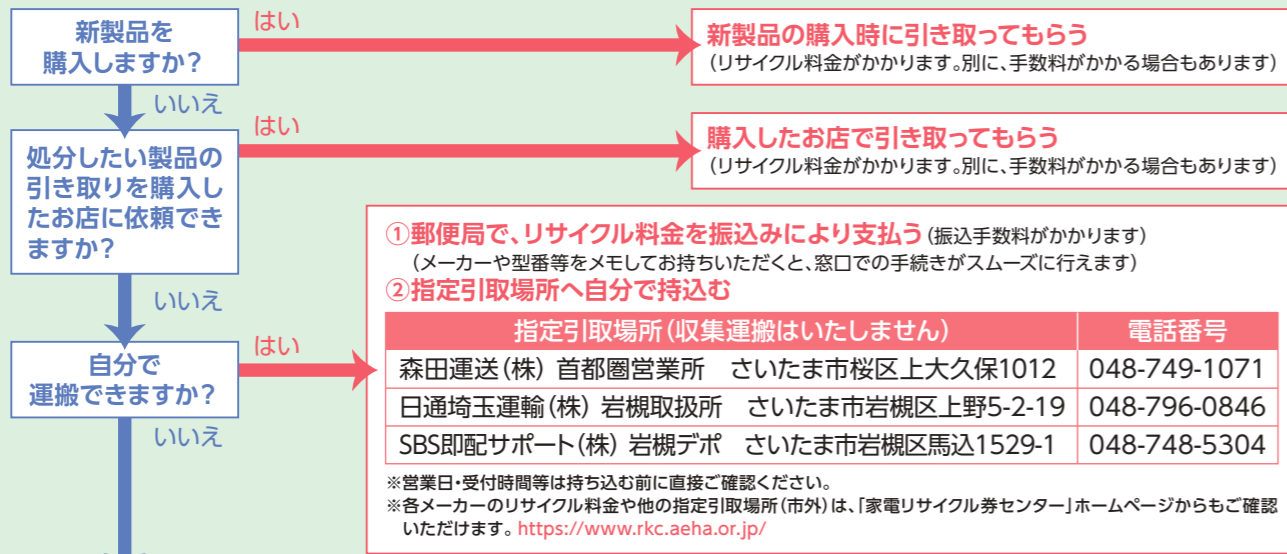 新製品を
購入しますか?
はい
新製品の購入時に引き取ってもらう
(リサイクル料金がかかります。別に、手数料がかかる場合もあります)
いいえ
処分したい製品の
引き取りを購入し
たお店に依頼でき
ますか?
はい
購入したお店で引き取ってもらう
(リサイクル料金がかかります。別に、手数料がかかる場合もあります)
いいえ
自分で
運搬できますか?
はい
①郵便局で、リサイクル料金を振込みにより支払う(振込手数料がかかります)
(メーカーや型番等をメモしてお持ちいただくと、窓口での手続きがスムーズに行えます)
②指定引取場所へ自分で持込む
指定引取場所(収集運搬はいたしません) 電話番号
森田運送(株) 首都圏営業所 さいたま市桜区上大久保1012 048-749-1071
日通埼玉運輸(株) 岩槻取扱所 さいたま市岩槻区上野5-2-19 048-796-0846
SBS即配サポート(株) 岩槻デポ さいたま市岩槻区馬込1529-1 048-748-5304
※営業日・受付時間等は持ち込む前に直接ご確認ください。
※各メーカーのリサイクル料金や他の指定引取場所(市外)は、「家電リサイクル券センター」ホームページからもご確認
いただけます。 https://www.rkc.aeha.or.jp/
いいえ